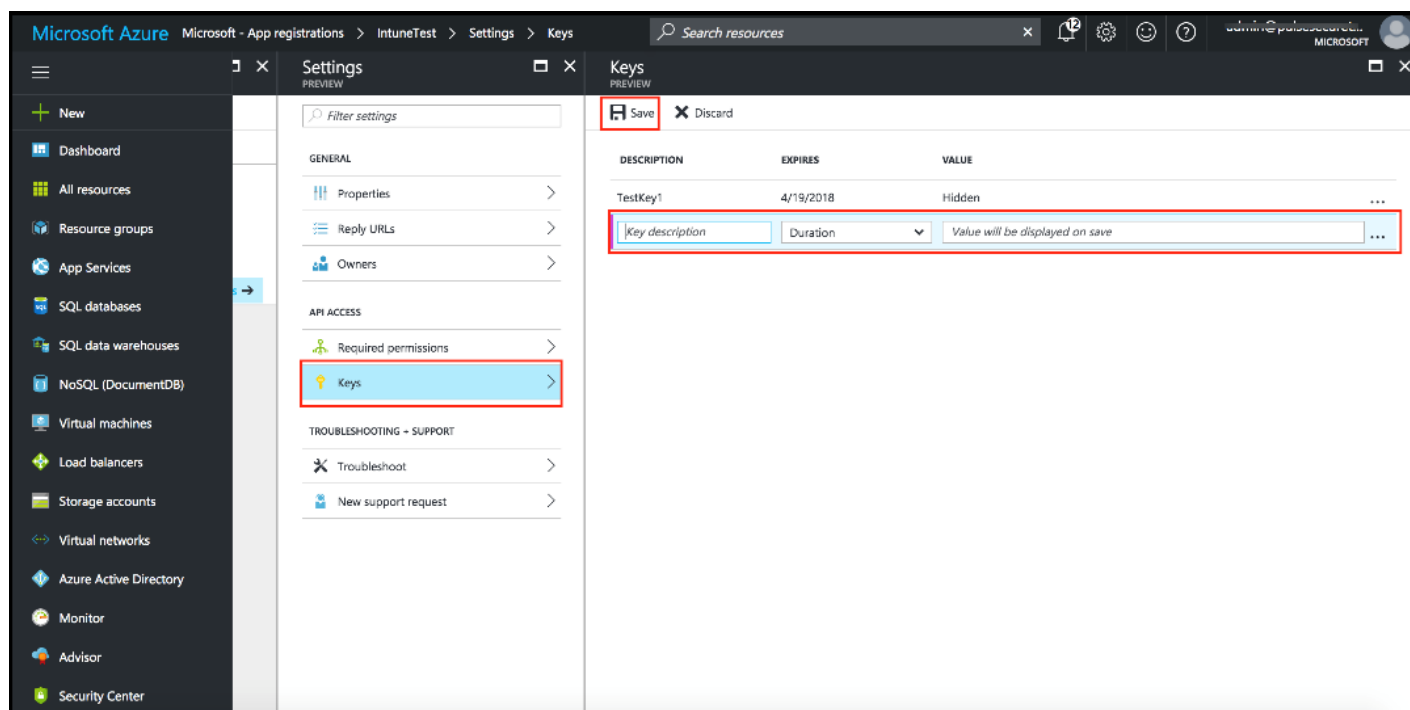 Microsoft Azure Microsoft - App registrations > IntuneTest > Settings > Keys
Search resources
12
MICROSOFT
New
Dashboard
All resources
Resource groups
App Services
SQL databases
SQL data warehouses
NoSQL (DocumentDB)
Virtual machines
Load balancers
Storage accounts
Virtual networks
Azure Active Directory
Monitor
Advisor
Security Center
Settings
PREVIEW
Filter settings
GENERAL
Properties
Reply URLs
Owners
API ACCESS
Required permissions
Keys
TROUBLESHOOTING + SUPPORT
Troubleshoot
New support request
Keys
PREVIEW
Save Discard
DESCRIPTION EXPIRES VALUE
TestKey1 4/19/2018 Hidden ...
Key description Duration Value will be displayed on save ...